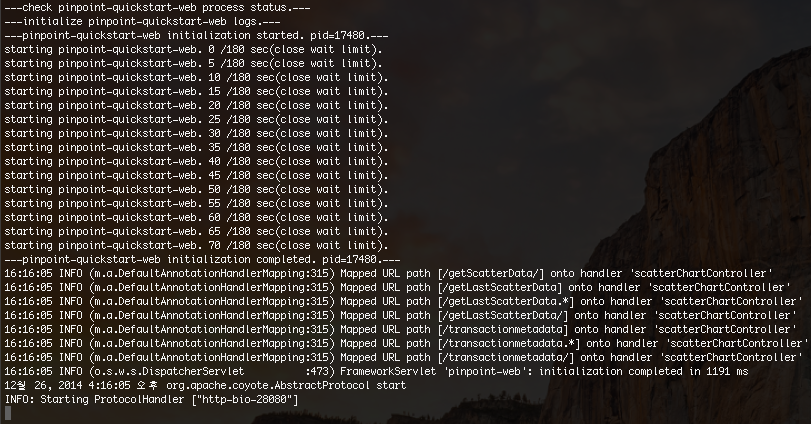 ---check pinpoint-quickstart-web process status.---
---initialize pinpoint-quickstart-web logs.---
---pinpoint-quickstart-web initialization started. pid=17480.---
starting pinpoint-quickstart-web. 0 /180 sec(close wait limit).
starting pinpoint-quickstart-web. 5 /180 sec(close wait limit).
starting pinpoint-quickstart-web. 10 /180 sec(close wait limit).
starting pinpoint-quickstart-web. 15 /180 sec(close wait limit).
starting pinpoint-quickstart-web. 20 /180 sec(close wait limit).
starting pinpoint-quickstart-web. 25 /180 sec(close wait limit).
starting pinpoint-quickstart-web. 30 /180 sec(close wait limit).
starting pinpoint-quickstart-web. 35 /180 sec(close wait limit).
starting pinpoint-quickstart-web. 40 /180 sec(close wait limit).
starting pinpoint-quickstart-web. 45 /180 sec(close wait limit).
starting pinpoint-quickstart-web. 50 /180 sec(close wait limit).
starting pinpoint-quickstart-web. 55 /180 sec(close wait limit).
starting pinpoint-quickstart-web. 60 /180 sec(close wait limit).
starting pinpoint-quickstart-web. 65 /180 sec(close wait limit).
starting pinpoint-quickstart-web. 70 /180 sec(close wait limit).
---pinpoint-quickstart-web initialization completed. pid=17480.---
16:16:05 INFO (m.a.DefaultAnnotationHandlerMapping:315) Mapped URL path [/getScatterData/] onto handler 'scatterChartController'
16:16:05 INFO (m.a.DefaultAnnotationHandlerMapping:315) Mapped URL path [/getLastScatterData] onto handler 'scatterChartController'
16:16:05 INFO (m.a.DefaultAnnotationHandlerMapping:315) Mapped URL path [/getLastScatterData.*] onto handler 'scatterChartController'
16:16:05 INFO (m.a.DefaultAnnotationHandlerMapping:315) Mapped URL path [/getLastScatterData/] onto handler 'scatterChartController'
16:16:05 INFO (m.a.DefaultAnnotationHandlerMapping:315) Mapped URL path [/transactionmetadata] onto handler 'scatterChartController'
16:16:05 INFO (m.a.DefaultAnnotationHandlerMapping:315) Mapped URL path [/transactionmetadata.*] onto handler 'scatterChartController'
16:16:05 INFO (m.a.DefaultAnnotationHandlerMapping:315) Mapped URL path [/transactionmetadata/] onto handler 'scatterChartController'
16:16:05 INFO (o.s.w.s.DispatcherServlet          :473) FrameworkServlet 'pinpoint-web': initialization completed in 1191 ms
12월 26, 2014 4:16:05 오후 org.apache.coyote.AbstractProtocol start
INFO: Starting ProtocolHandler ["http-bio-28080"]